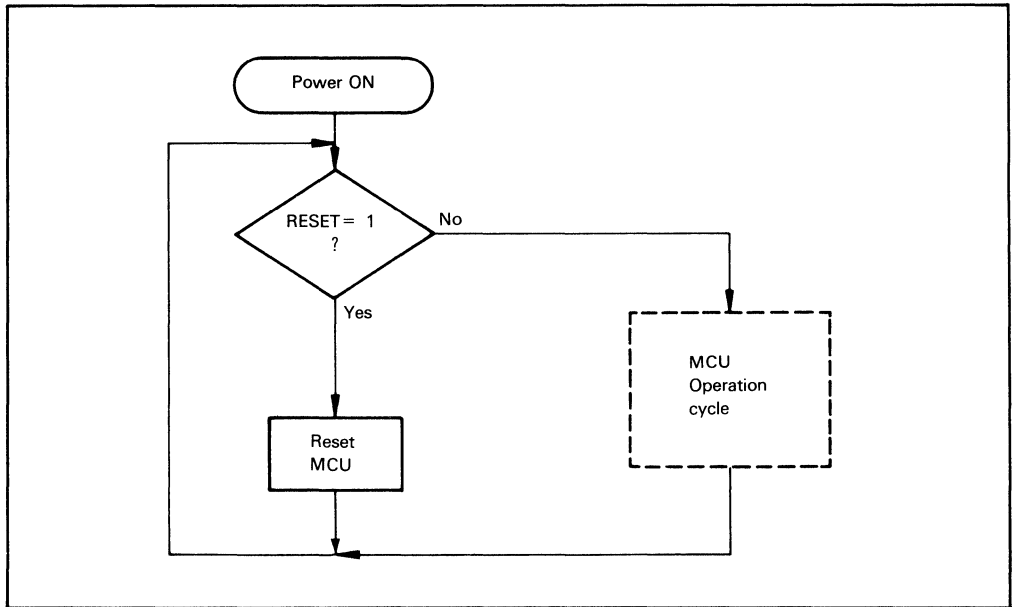 Power ON
RESET = 1
?
No
Yes
MCU
Operation
cycle
Reset
MCU